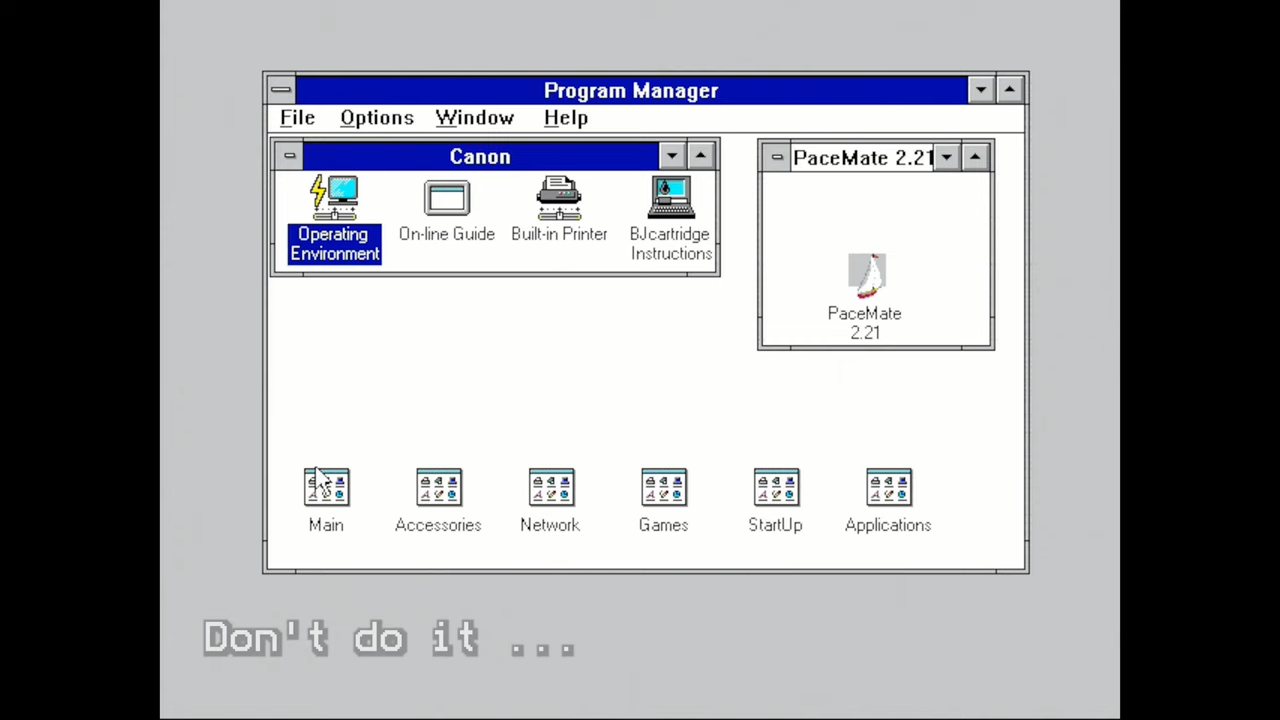 Program Manager
File Options Window Help
Canon
Operating Environment
On-line Guide
Built-in Printer
BJcartridge Instructions
PaceMate 2.21
PaceMate 2.21
Main
Accessories
Network
Games
StartUp
Applications
Don't do it ...